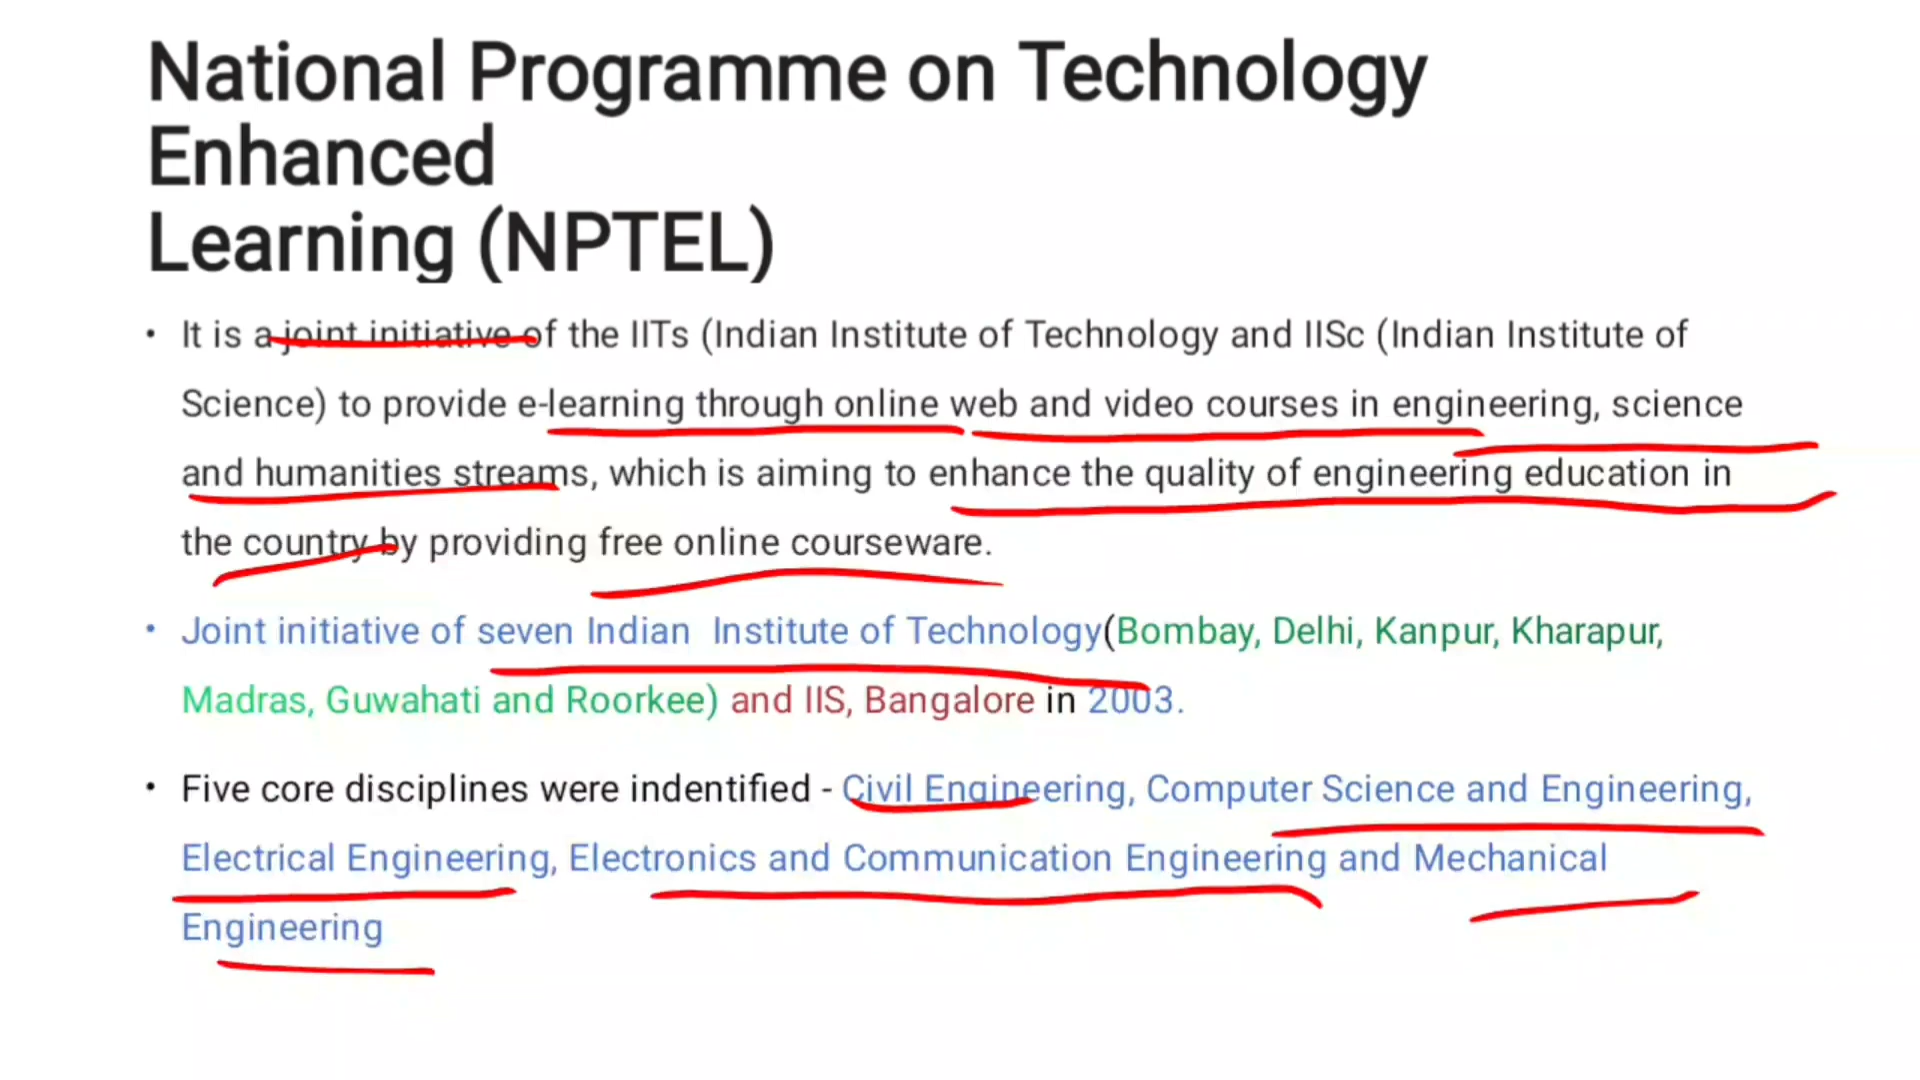 National Programme on Technology
Enhanced
Learning (NPTEL)
• It is a joint initiative of the IITs (Indian Institute of Technology and IISc (Indian Institute of
Science) to provide e-learning through online web and video courses in engineering, science
and humanities streams, which is aiming to enhance the quality of engineering education in
the country by providing free online courseware.
• Joint initiative of seven Indian Institute of Technology(Bombay, Delhi, Kanpur, Kharapur,
Madras, Guwahati and Roorkee) and IIS, Bangalore in 2003.
• Five core disciplines were indentified - Civil Engineering, Computer Science and Engineering,
Electrical Engineering, Electronics and Communication Engineering and Mechanical
Engineering